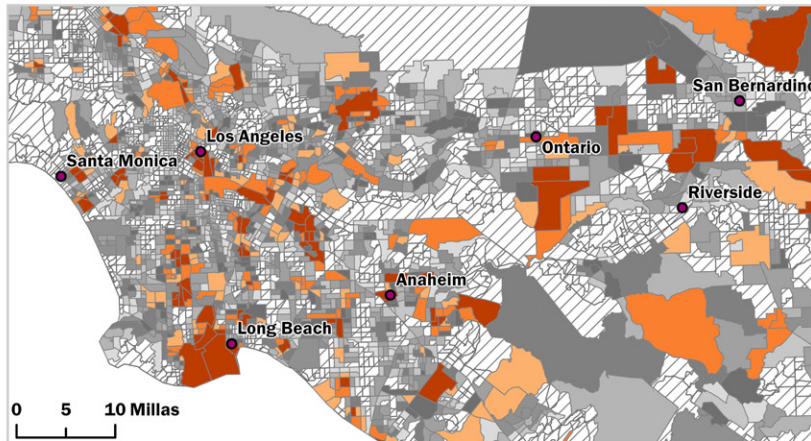 San Bernardino
Los Angeles
Ontario
Santa Monica
Riverside
Anaheim
Long Beach
0 5 10 Millas